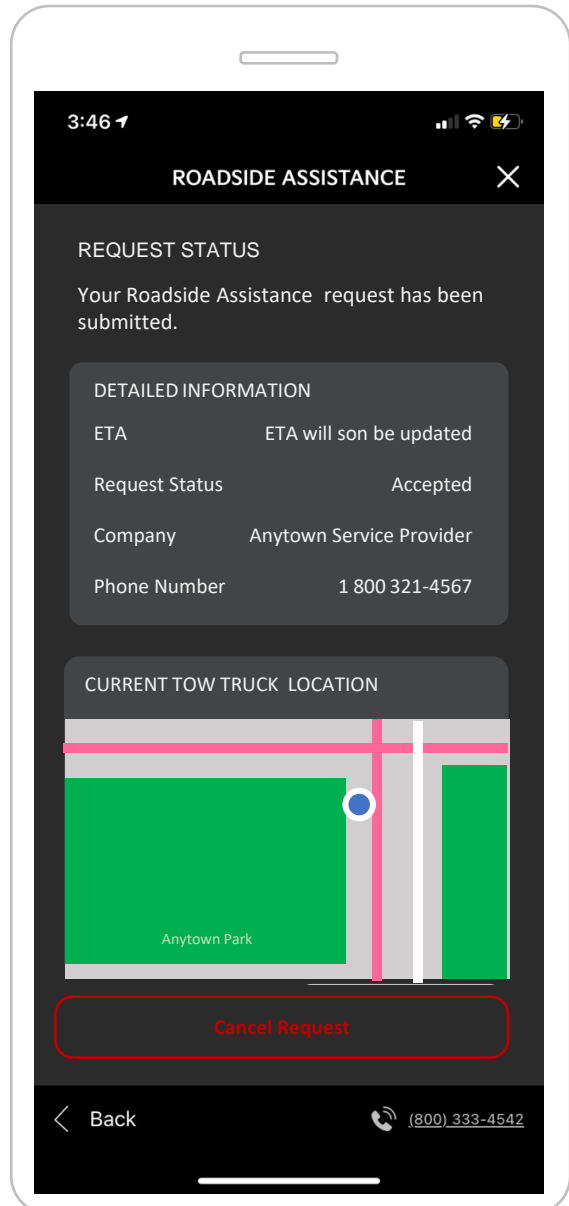 3:46
ROADSIDE ASSISTANCE
REQUEST STATUS
Your Roadside Assistance request has been
submitted.
DETAILED INFORMATION
ETA ETA will son be updated
Request Status Accepted
Company Anytown Service Provider
Phone Number 1 800 321-4567
CURRENT TOW TRUCK LOCATION
Anytown Park
Cancel Request
Back (800) 333-4542